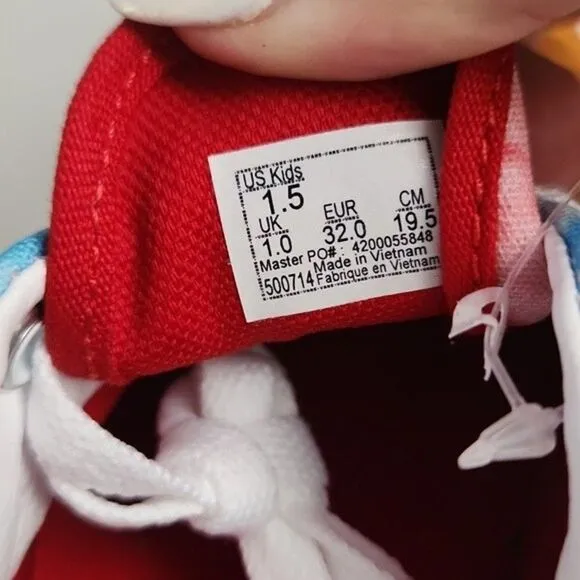 US Kids
1.5
UK EUR CM
1.0 32.0 19.5
Master PO#: 4200055848
Made in Vietnam
500714 Fabrique en Vietnam